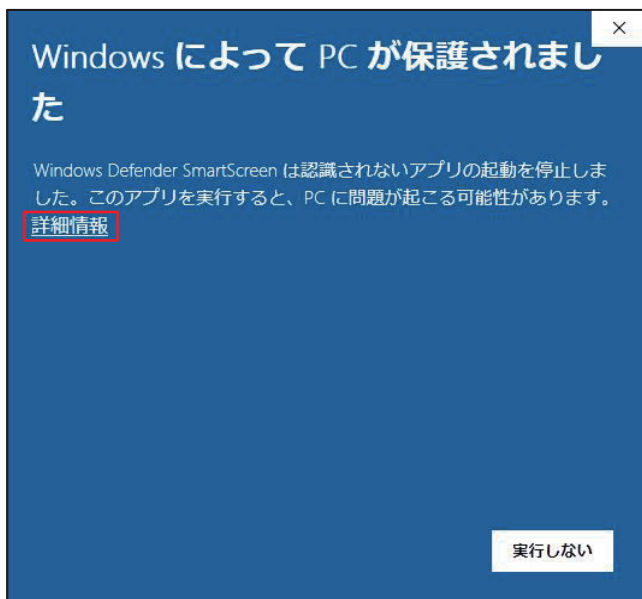 ×
Windows によって PC が保護されまし
た
Windows Defender SmartScreen は認識されないアプリの起動を停止しま
した。このアプリを実行すると、PC に問題が起こる可能性があります。
詳細情報
実行しない